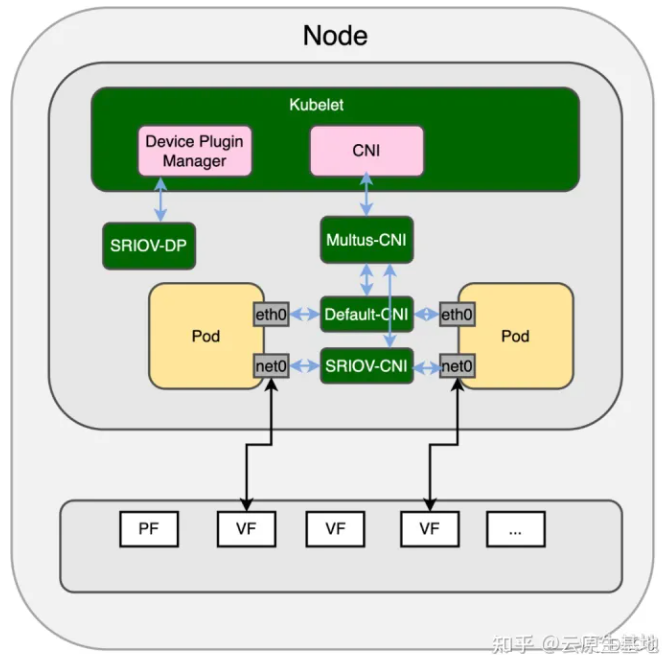 Node
Kubelet
Device Plugin
Manager
CNI
SRIOV-DP
Multus-CNI
Pod
eth0
Default-CNI
eth0
Pod
net0
SRIOV-CNI
net0
PF
VF
VF
VF
...
知乎 @云原生基地